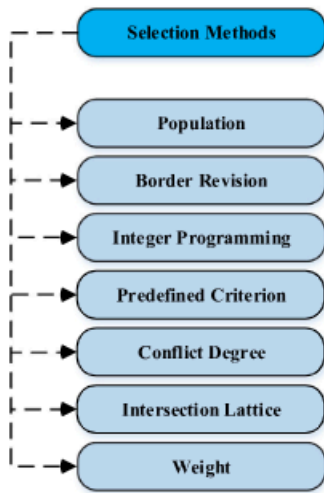 Selection Methods
Population
Border Revision
Integer Programming
Predefined Criterion
Conflict Degree
Intersection Lattice
Weight